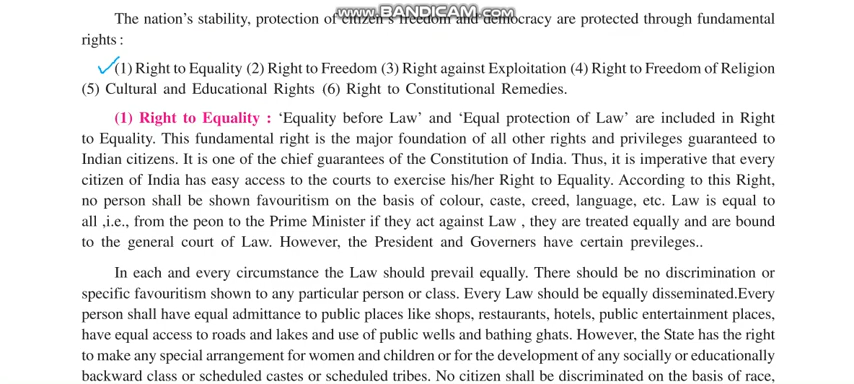 www.BANDICAM.com
The nation's stability, protection of citizen's freedom and democracy are protected through fundamental
rights :
(1) Right to Equality (2) Right to Freedom (3) Right against Exploitation (4) Right to Freedom of Religion
(5) Cultural and Educational Rights (6) Right to Constitutional Remedies.
(1) Right to Equality : 'Equality before Law' and 'Equal protection of Law' are included in Right
to Equality. This fundamental right is the major foundation of all other rights and privileges guaranteed to
Indian citizens. It is one of the chief guarantees of the Constitution of India. Thus, it is imperative that every
citizen of India has easy access to the courts to exercise his/her Right to Equality. According to this Right,
no person shall be shown favouritism on the basis of colour, caste, creed, language, etc. Law is equal to
all ,i.e., from the peon to the Prime Minister if they act against Law , they are treated equally and are bound
to the general court of Law. However, the President and Governers have certain previleges..
In each and every circumstance the Law should prevail equally. There should be no discrimination or
specific favouritism shown to any particular person or class. Every Law should be equally disseminated.Every
person shall have equal admittance to public places like shops, restaurants, hotels, public entertainment places,
have equal access to roads and lakes and use of public wells and bathing ghats. However, the State has the right
to make any special arrangement for women and children or for the development of any socially or educationally
backward class or scheduled castes or scheduled tribes. No citizen shall be discriminated on the basis of race,